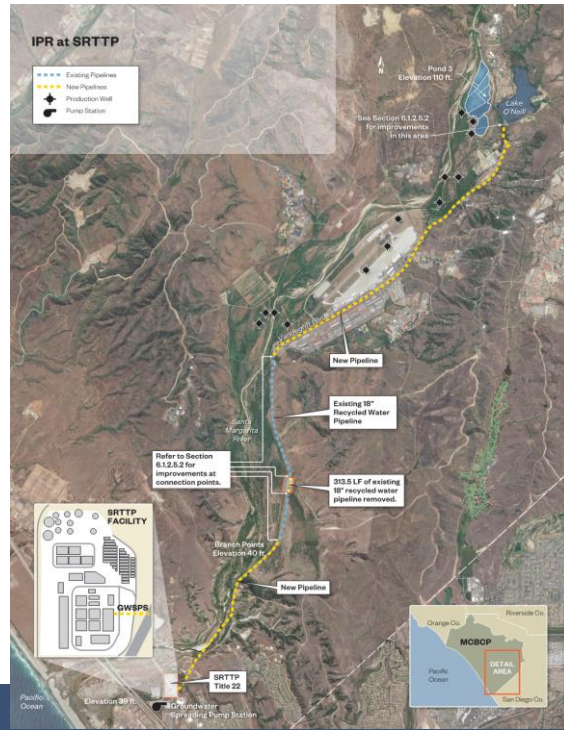 IPR at SRTTP
Existing Pipelines
New Pipelines
Production Well
Pump Station
N
Pond 3
Elevation 110 ft.
Lake
O'Neill
See Section 6.1.2.5.2
for improvements
in this area
New Pipeline
Existing 18"
Recycled Water
Pipeline
Santa
Margarita
River
Refer to Section
6.1.2.5.2 for
improvements at
connection points.
313.5 LF of existing
18" recycled water
pipeline removed.
Branch Points
Elevation 40 ft.
New Pipeline
SRTTP
FACILITY
GWSPS
SRTTP
Title 22
Elevation 38 ft.
Groundwater
Spreading Pump Station
Pacific
Ocean
Riverside Co.
Orange Co.
MCBCP
DETAIL
AREA
Pacific
Ocean
San Diego Co.